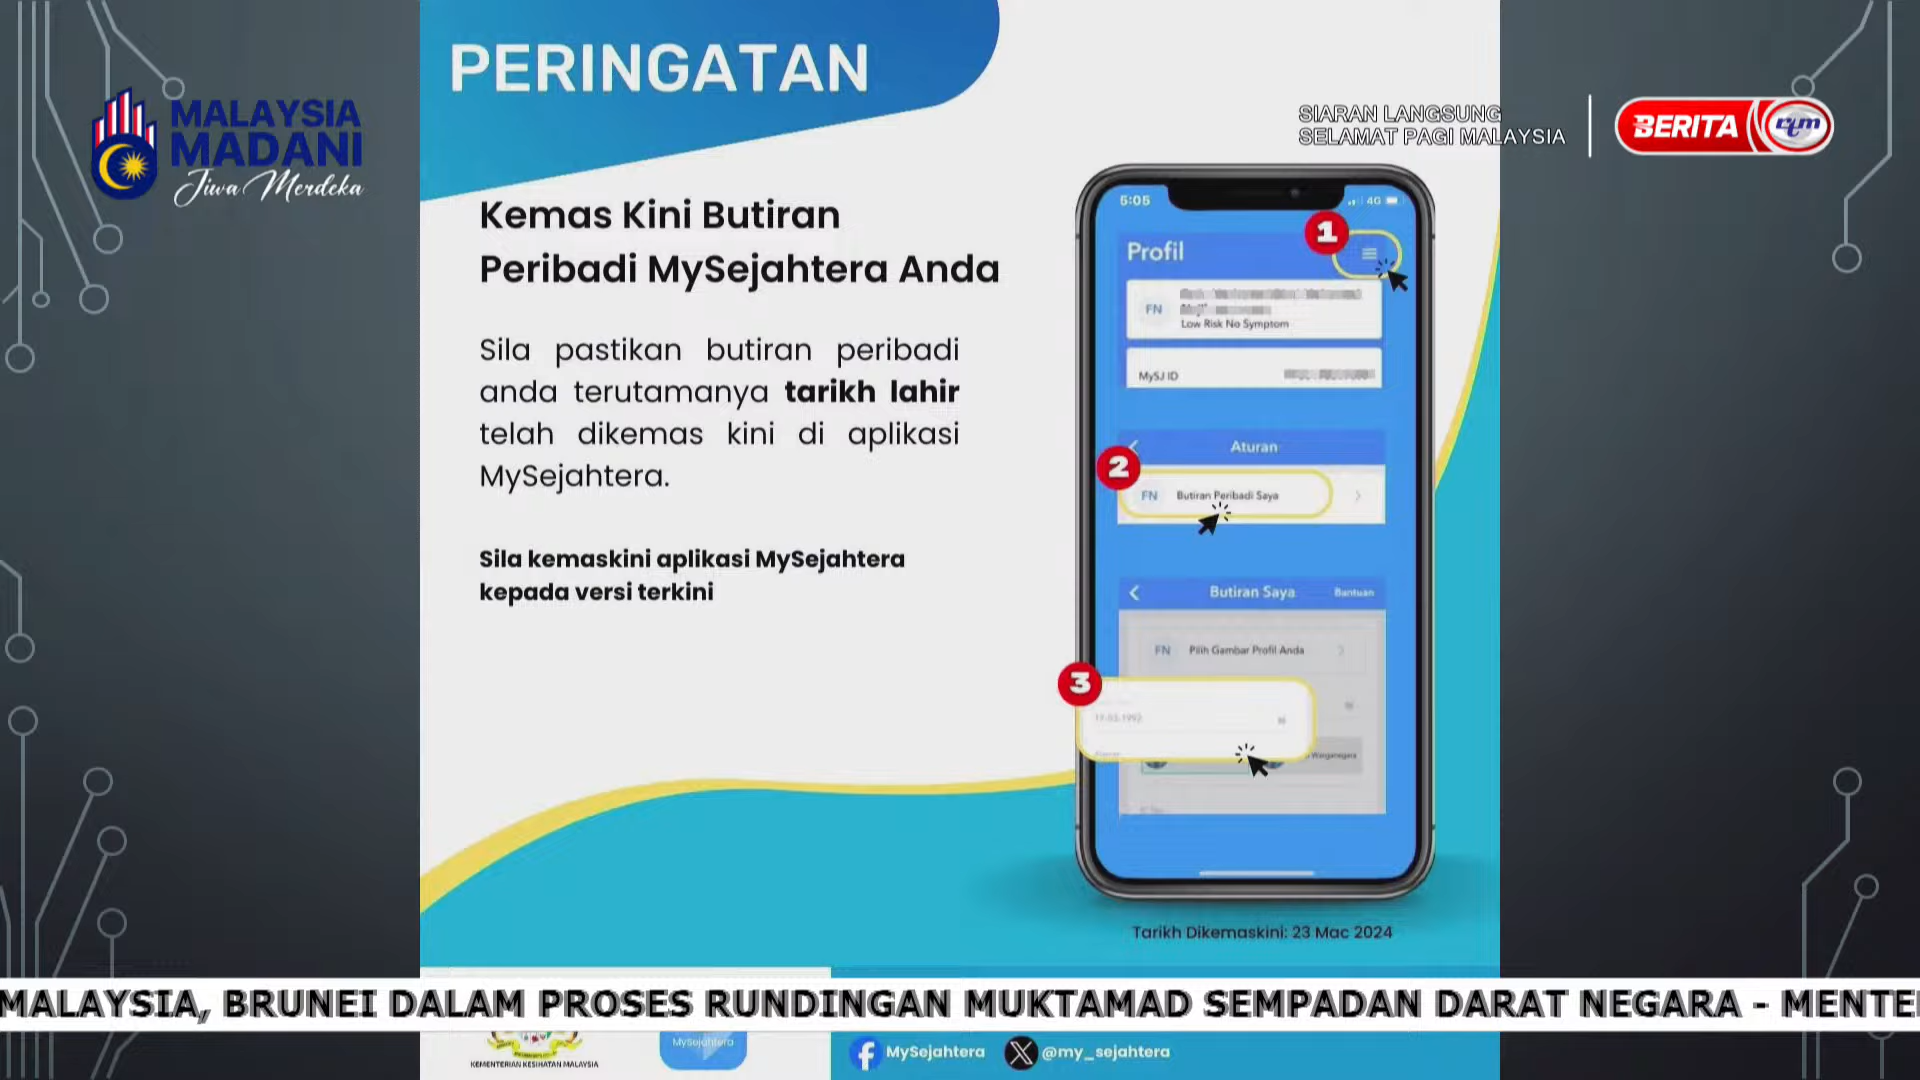 PERINGATAN
MALAYSIA
MADANI
Jiwa Merdeka
SIARAN LANGSUNG
SELAMAT PAGI MALAYSIA
BERITA rtm
Kemas Kini Butiran
Peribadi MySejahtera Anda
Sila pastikan butiran peribadi
anda terutamanya tarikh lahir
telah dikemas kini di aplikasi
MySejahtera.
Sila kemaskini aplikasi MySejahtera
kepada versi terkini
5:05
4G
1
Profil
FN
Low Risk No Symptom
MySJ ID
Aturan
2
FN
Butiran Peribadi Saya
Butiran Saya
Bantuan
FN
Pilih Gambar Profil Anda
3
Warganegara
Tarikh Dikemaskini: 23 Mac 2024
MALAYSIA, BRUNEI DALAM PROSES RUNDINGAN MUKTAMAD SEMPADAN DARAT NEGARA - MENTE
KEMENTERIAN KESIHATAN MALAYSIA
MySejahtera
MySejahtera
@my_sejahtera